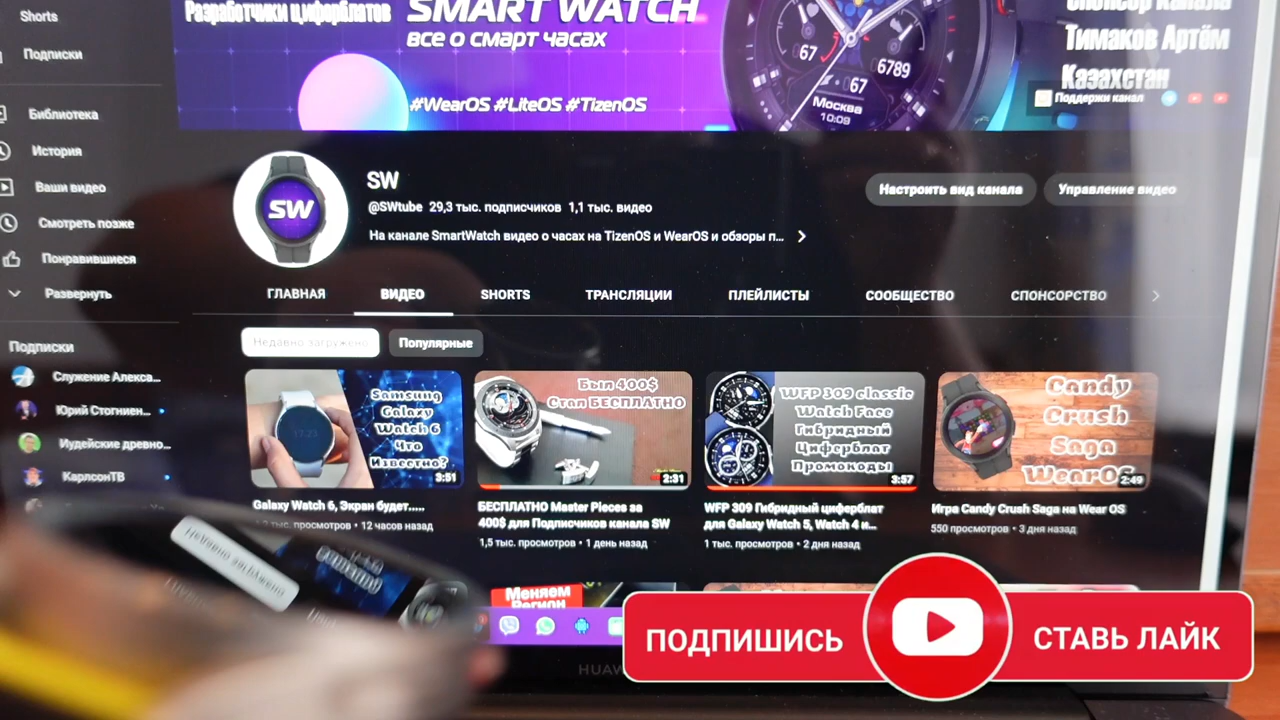 Shorts
Подписки
Библиотека
История
Ваши видео
Смотреть позже
Понравившиеся
Развернуть
Подписки
Служение Алекса...
Юрий Стогниен...
Иудейские древно...
КарлсонТВ
Разработчики циферблатов
SMART WATCH
все о смарт часах
#WearOS #LiteOS #TizenOS
67
6789
67
Москва
10:09
Спонсор Канала
Тимаков Артём
Казахстан
Поддержи канал
SW
SW
@SWtube 29,3 тыс. подписчиков 1,1 тыс. видео
На канале SmartWatch видео о часах на TizenOS и WearOS и обзоры п...
Настроить вид канала
Управление видео
ГЛАВНАЯ
ВИДЕО
SHORTS
ТРАНСЛЯЦИИ
ПЛЕЙЛИСТЫ
СООБЩЕСТВО
СПОНСОРСТВО
Недавно загружено
Популярные
Samsung
Galaxy
Watch 6
Что
Известно?
3:51
Galaxy Watch 6, Экран будет.....
просмотров • 12 часов назад
Был 400$
Стал БЕСПЛАТНО
2:31
БЕСПЛАТНО Master Pieces за
400$ для Подписчиков канала SW
1,5 тыс. просмотров • 1 день назад
WFP 309 classic
Watch Face
Гибридный
Циферблат
Промокоды
3:57
WFP 309 Гибридный циферблат
для Galaxy Watch 5, Watch 4 и...
1 тыс. просмотров • 2 дня назад
Candy
Crush
Saga
WearOS
2:49
Игра Candy Crush Saga на Wear OS
550 просмотров • 3 дня назад
Меняем
Регион
ПОДПИШИСЬ
СТАВЬ ЛАЙК